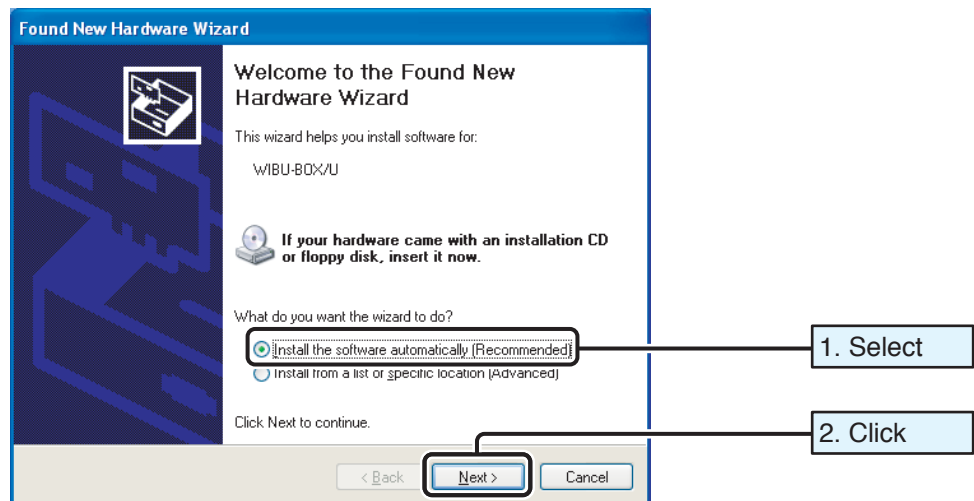 Found New Hardware Wizard
Welcome to the Found New
Hardware Wizard
This wizard helps you install software for:
WIBU-BOX/U
If your hardware came with an installation CD
or floppy disk, insert it now.
What do you want the wizard to do?
Install the software automatically (Recommended)
1. Select
Install from a list or specific location (Advanced)
Click Next to continue.
2. Click
< Back
Next >
Cancel